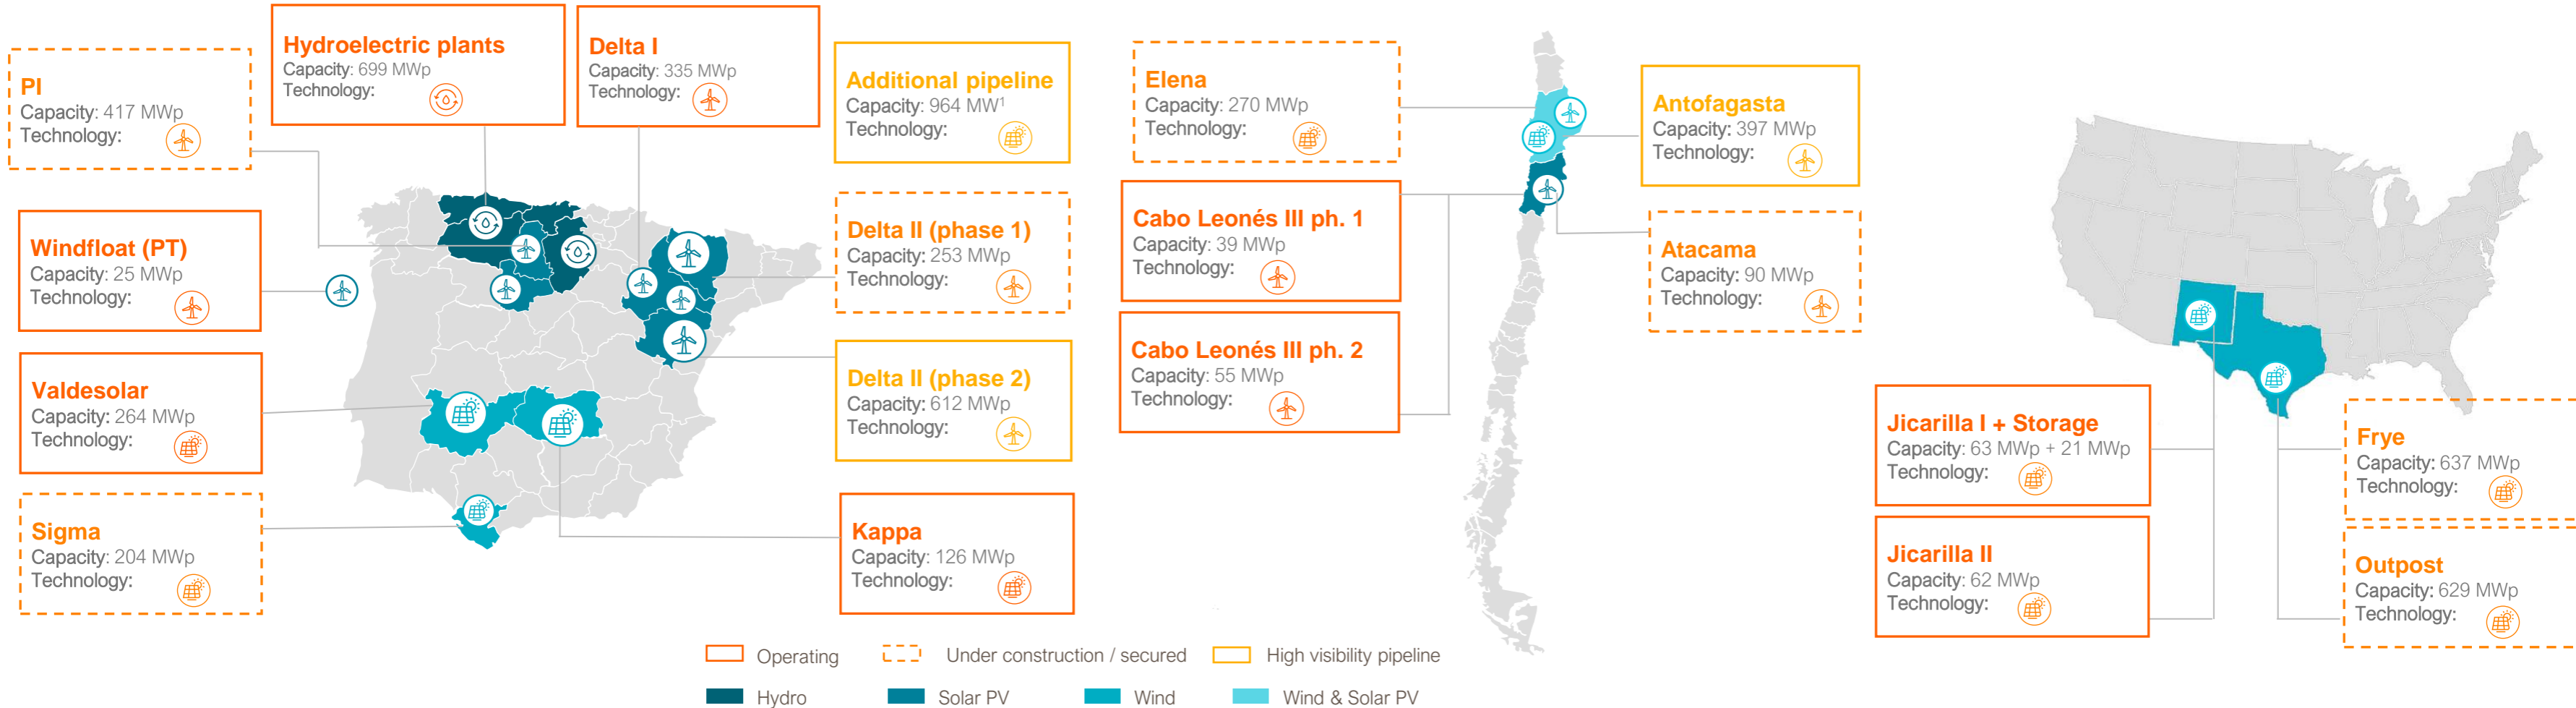 PI
Capacity: 417 MWp
Technology:
Hydroelectric plants
Capacity: 699 MWp
Technology:
Delta I
Capacity: 335 MWp
Technology:
Additional pipeline
Capacity: 964 MW¹
Technology:
Windfloat (PT)
Capacity: 25 MWp
Technology:
Delta II (phase 1)
Capacity: 253 MWp
Technology:
Valdesolar
Capacity: 264 MWp
Technology:
Delta II (phase 2)
Capacity: 612 MWp
Technology:
Sigma
Capacity: 204 MWp
Technology:
Kappa
Capacity: 126 MWp
Technology:
Elena
Capacity: 270 MWp
Technology:
Antofagasta
Capacity: 397 MWp
Technology:
Cabo Leonés III ph. 1
Capacity: 39 MWp
Technology:
Atacama
Capacity: 90 MWp
Technology:
Cabo Leonés III ph. 2
Capacity: 55 MWp
Technology:
Jicarilla I + Storage
Capacity: 63 MWp + 21 MWp
Technology:
Frye
Capacity: 637 MWp
Technology:
Jicarilla II
Capacity: 62 MWp
Technology:
Outpost
Capacity: 629 MWp
Technology:
Operating
Under construction / secured
High visibility pipeline
Hydro
Solar PV
Wind
Wind & Solar PV